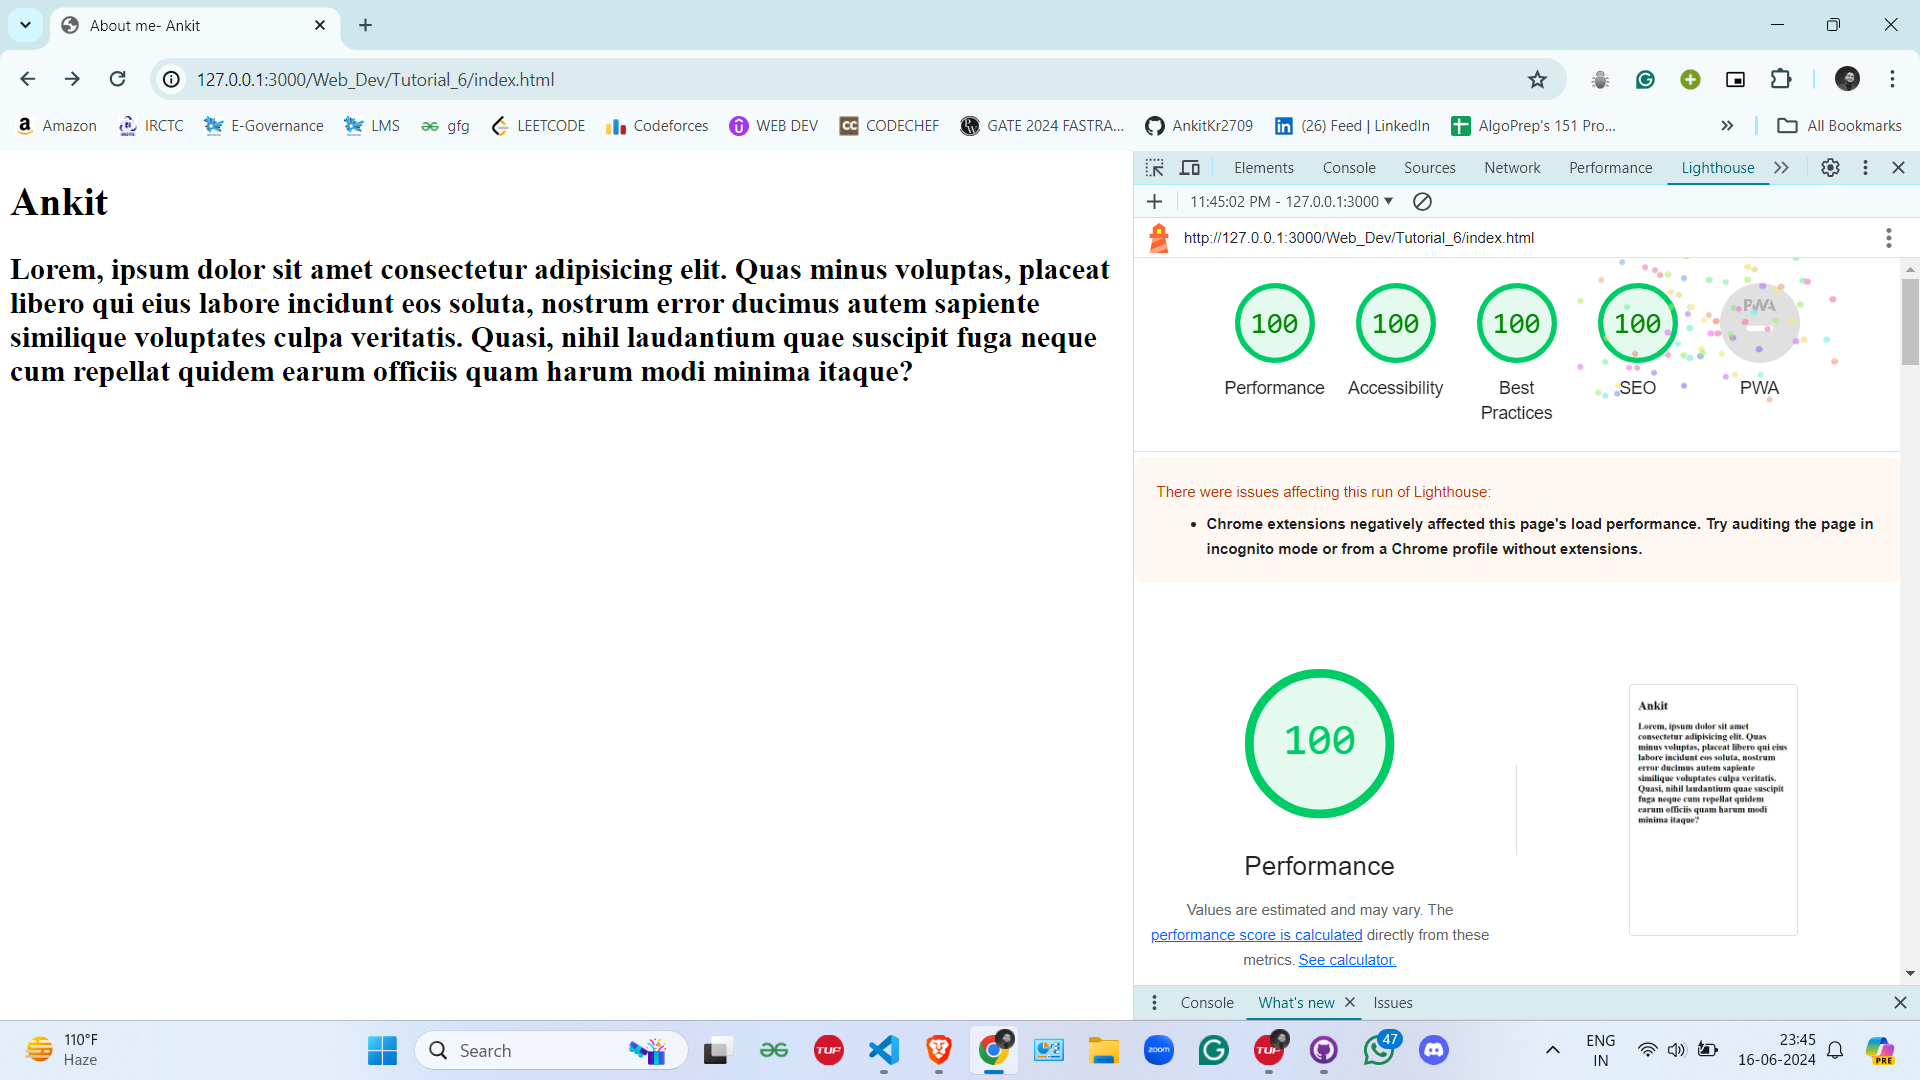 About me- Ankit
127.0.0.1:3000/Web_Dev/Tutorial_6/index.html
Amazon
IRCTC
E-Governance
LMS
gfg
LEETCODE
Codeforces
WEB DEV
CODECHEF
GATE 2024 FASTRA...
AnkitKr2709
(26) Feed | LinkedIn
AlgoPrep's 151 Pro...
All Bookmarks
Ankit
Lorem, ipsum dolor sit amet consectetur adipisicing elit. Quas minus voluptas, placeat
libero qui eius labore incidunt eos soluta, nostrum error ducimus autem sapiente
similique voluptates culpa veritatis. Quasi, nihil laudantium quae suscipit fuga neque
cum repellat quidem earum officiis quam harum modi minima itaque?
Elements
Console
Sources
Network
Performance
Lighthouse
11:45:02 PM - 127.0.0.1:3000
http://127.0.0.1:3000/Web_Dev/Tutorial_6/index.html
100
100
100
100
PWA
Performance
Accessibility
Best
Practices
SEO
PWA
There were issues affecting this run of Lighthouse:
Chrome extensions negatively affected this page's load performance. Try auditing the page in
incognito mode or from a Chrome profile without extensions.
100
Performance
Values are estimated and may vary. The
performance score is calculated directly from these
metrics. See calculator.
Ankit
Lorem, ipsum dolor sit amet
consectetur adipisicing elit. Quas
minus voluptas, placeat libero qui eius
labore incidunt eos soluta, nostrum
error ducimus autem sapiente
similique voluptates culpa veritatis.
Quasi, nihil laudantium quae suscipit
fuga neque cum repellat quidem
earum officiis quam harum modi
minima itaque?
Console
What's new
Issues
110°F
Haze
Search
TUF
zoom
TUF
47
ENG
IN
23:45
16-06-2024
PRE